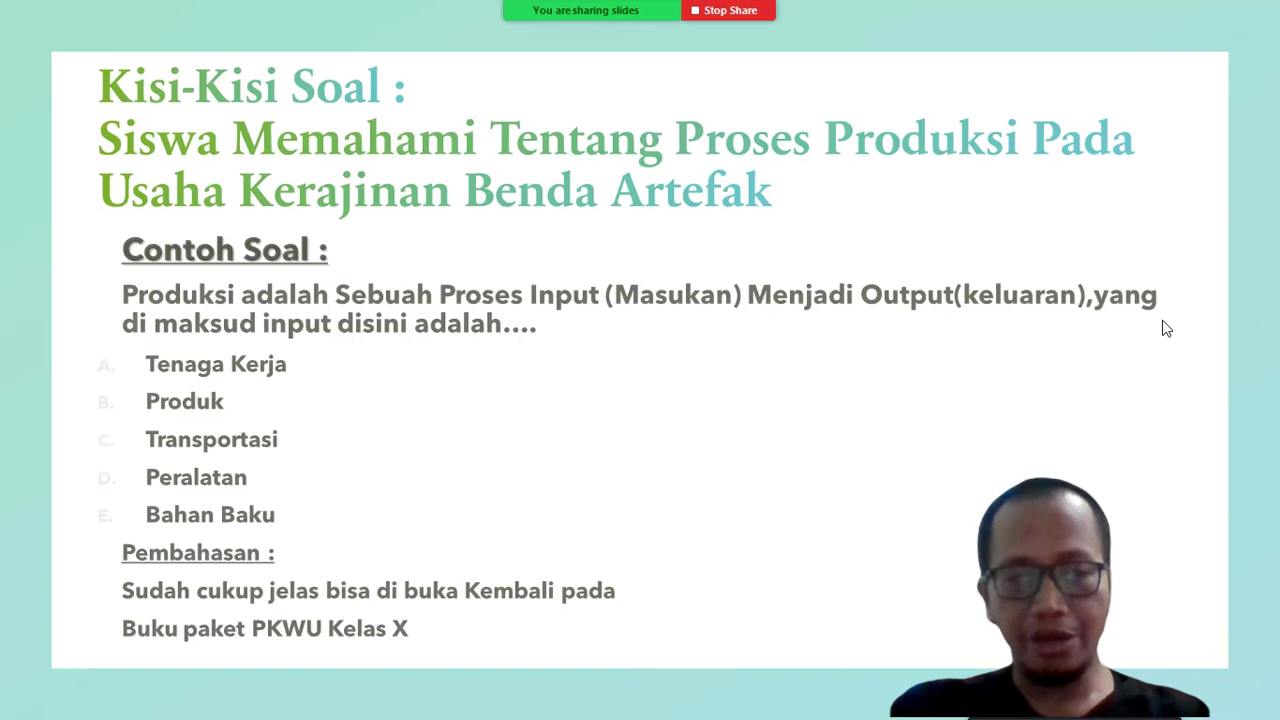 You are sharing slides
Stop Share
Kisi-Kisi Soal :
Siswa Memahami Tentang Proses Produksi Pada
Usaha Kerajinan Benda Artefak
Contoh Soal :
Produksi adalah Sebuah Proses Input (Masukan) Menjadi Output(keluaran),yang
di maksud input disini adalah....
A. Tenaga Kerja
B. Produk
C. Transportasi
D. Peralatan
E. Bahan Baku
Pembahasan :
Sudah cukup jelas bisa di buka Kembali pada
Buku paket PKWU Kelas X